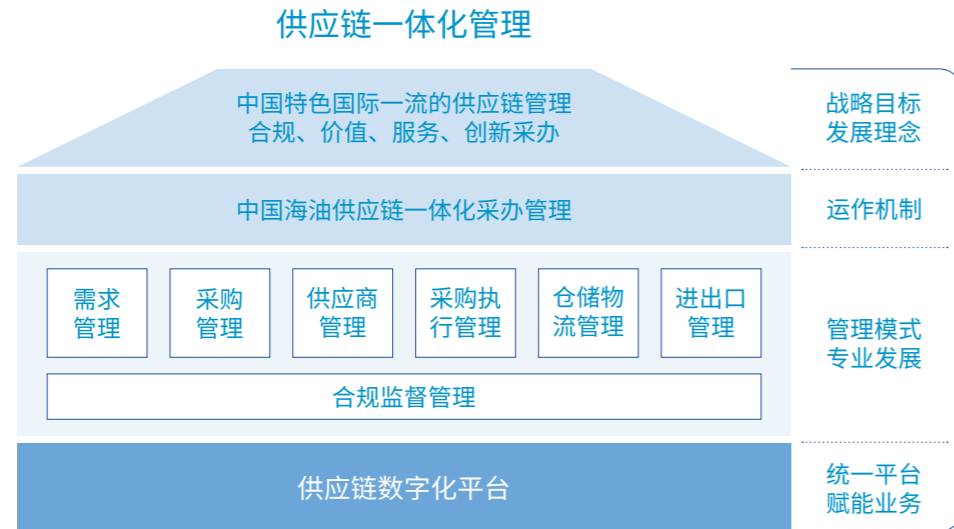 供应链一体化管理
中国特色国际一流的供应链管理
合规、价值、服务、创新采办
战略目标
发展理念
中国海油供应链一体化采办管理
运作机制
需求
管理
采购
管理
供应商
管理
采购执
行管理
仓储物
流管理
进出口
管理
合规监督管理
管理模式
专业发展
供应链数字化平台
统一平台
赋能业务